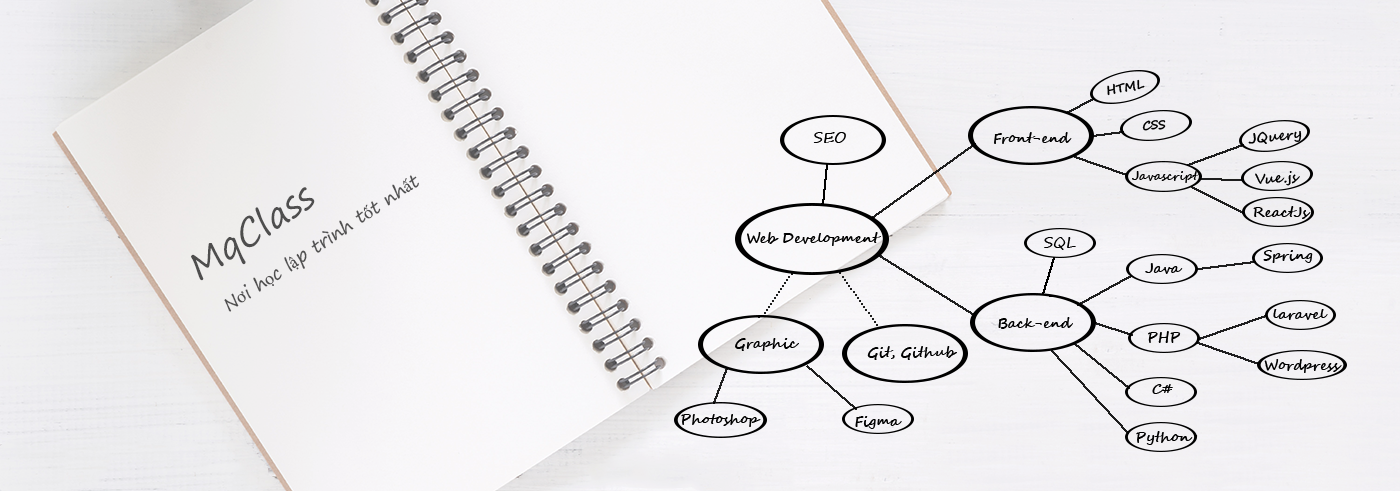 MqClass
Nơi học lập trình tốt nhất
SEO
Web Development
Graphic
Photoshop
Figma
Git, Github
Front-end
HTML
CSS
Javascript
JQuery
Vue.js
ReactJs
Back-end
SQL
Java
Spring
PHP
laravel
Wordpress
C#
Python